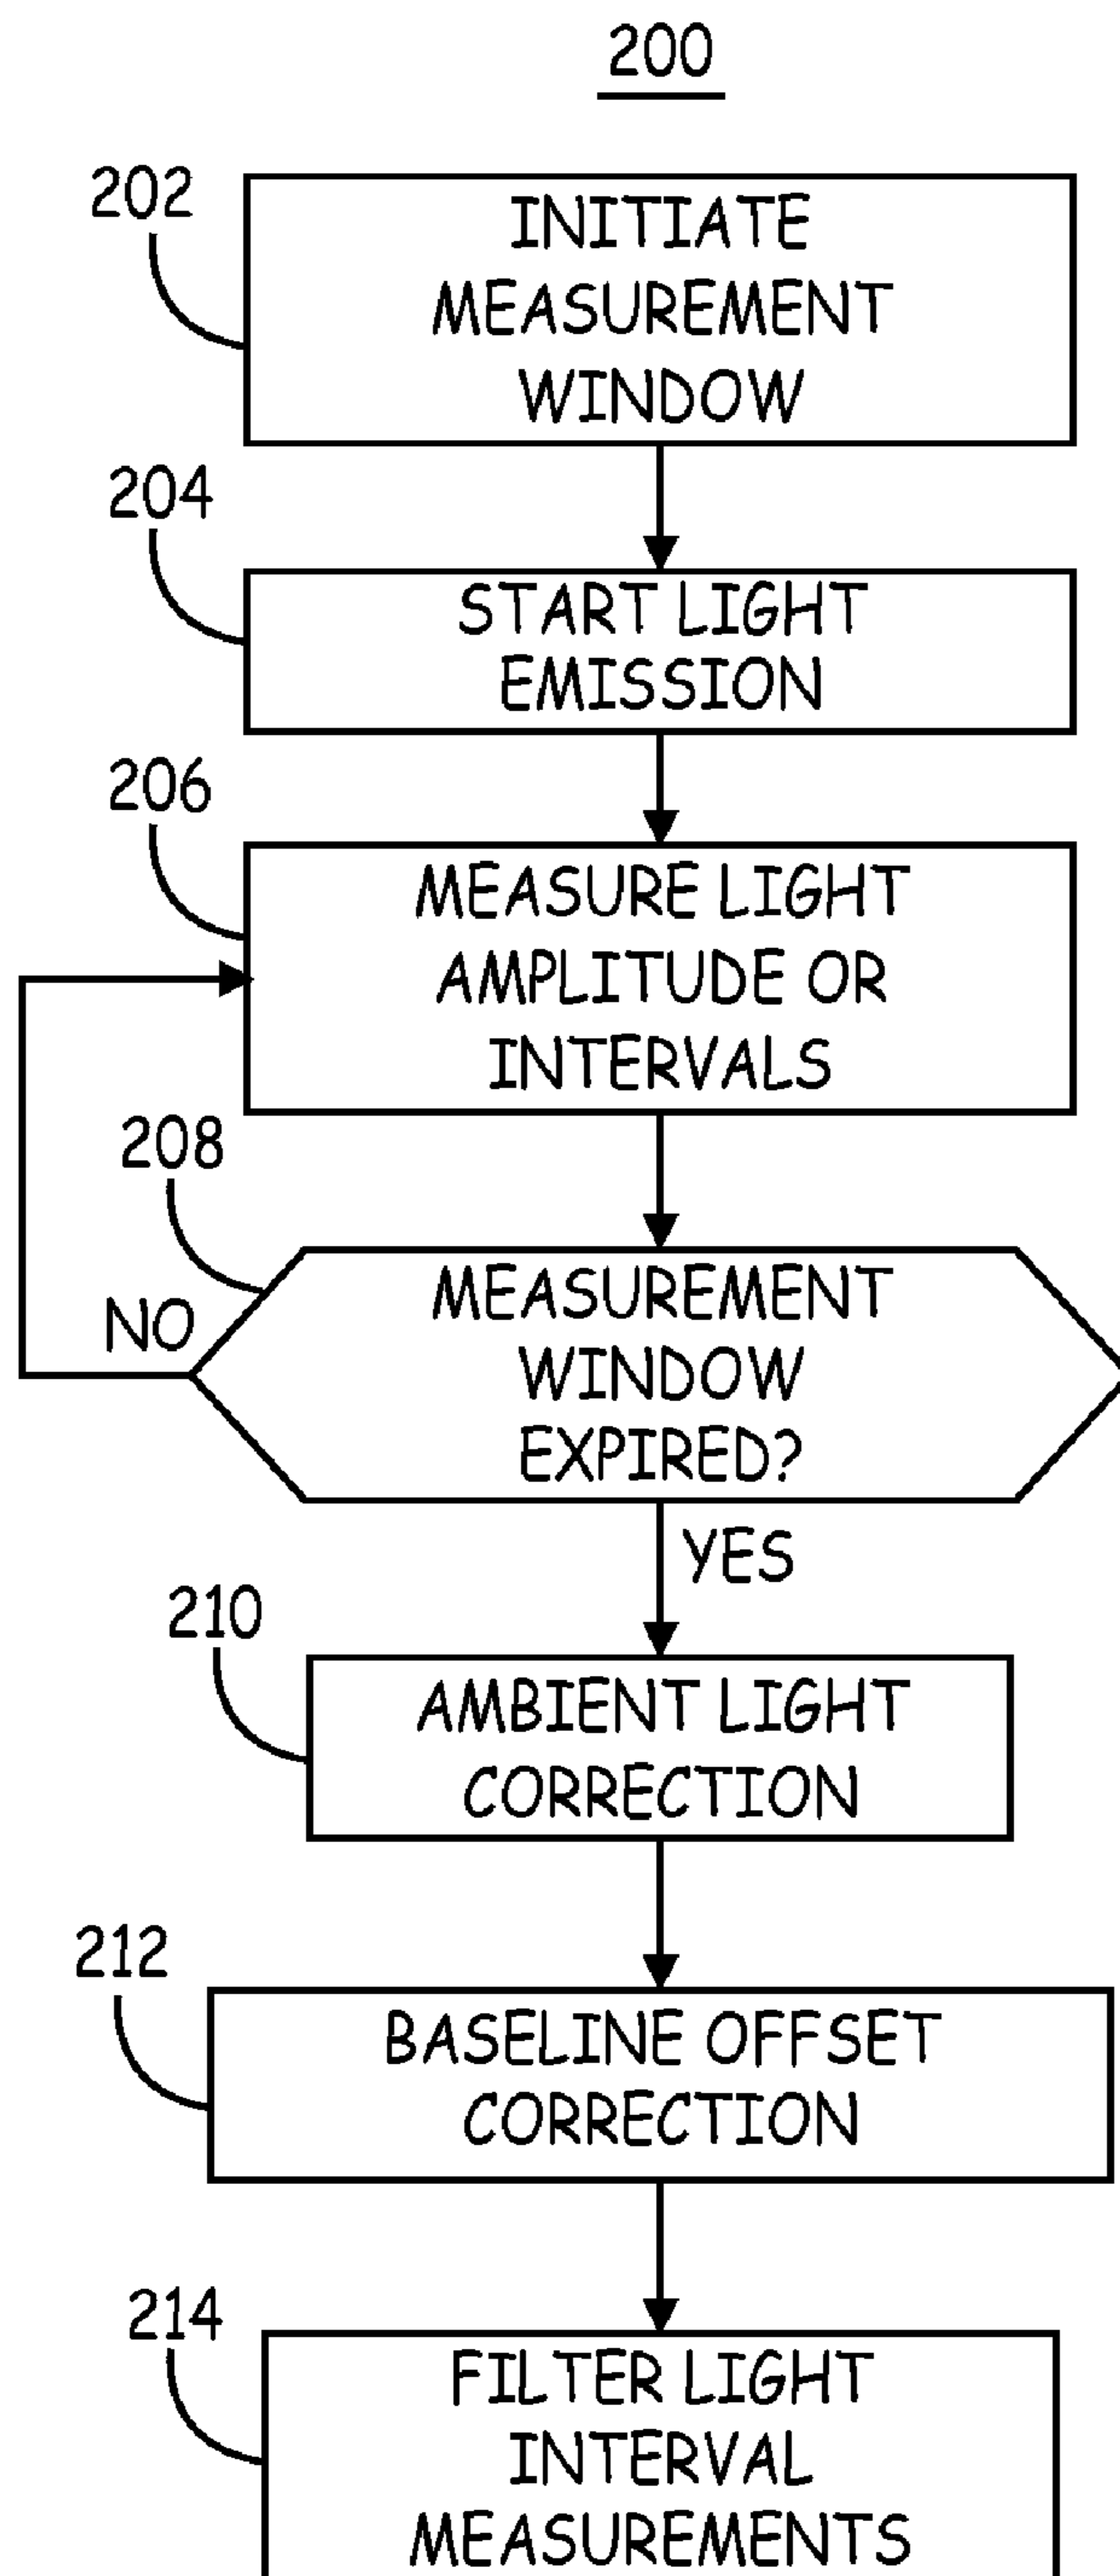 200
202
INITIATE
MEASUREMENT
WINDOW
204
START LIGHT
EMISSION
206
MEASURE LIGHT
AMPLITUDE OR
INTERVALS
208
NO
MEASUREMENT
WINDOW
EXPIRED?
YES
210
AMBIENT LIGHT
CORRECTION
212
BASELINE OFFSET
CORRECTION
214
FILTER LIGHT
INTERVAL
MEASUREMENTS